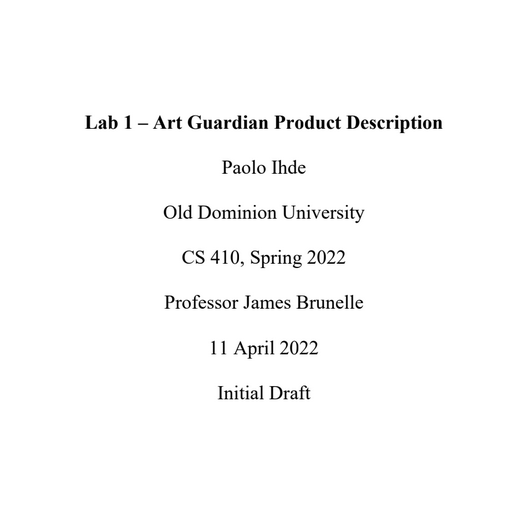 Lab 1 – Art Guardian Product Description
Paolo Ihde
Old Dominion University
CS 410, Spring 2022
Professor James Brunelle
11 April 2022
Initial Draft